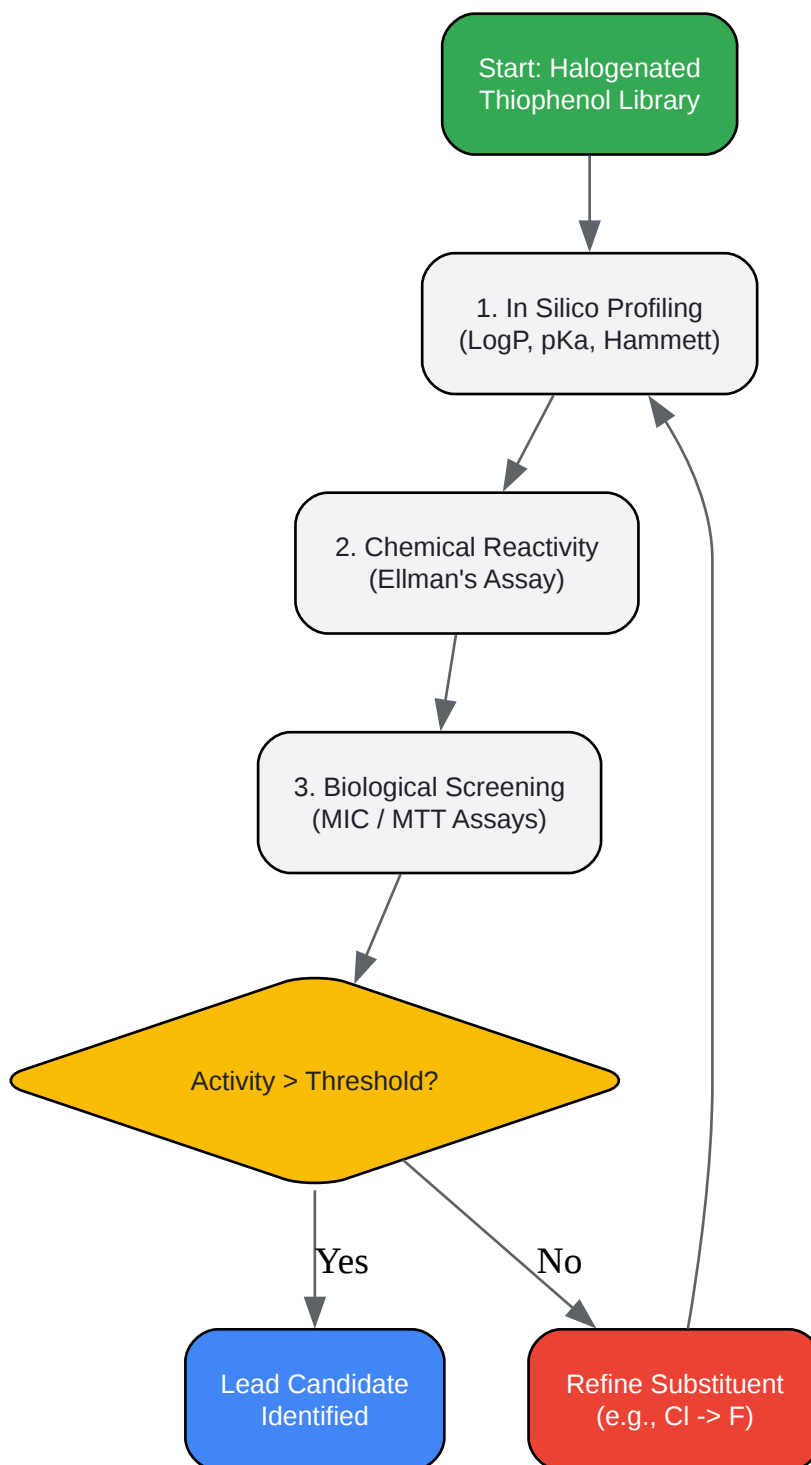 Start: Halogenated
Thiophenol Library
1. In Silico Profiling
(LogP, pKa, Hammett)
2. Chemical Reactivity
(Ellman's Assay)
3. Biological Screening
(MIC / MTT Assays)
Activity > Threshold?
Yes
No
Lead Candidate
Identified
Refine Substituent
(e.g., Cl -> F)